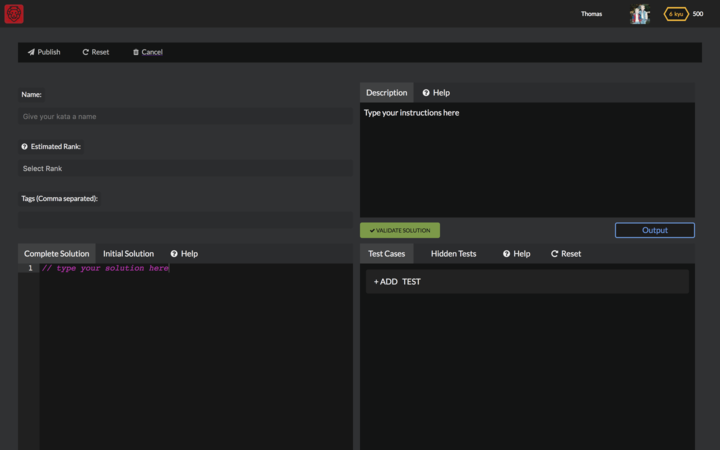 Thomas
6 kyu
500
Publish
Reset
Cancel
Name:
Give your kata a name
Estimated Rank:
Select Rank
Tags (Comma separated):
Description
Help
Type your instructions here
VALIDATE SOLUTION
Output
Complete Solution
Initial Solution
Help
1 // type your solution here
Test Cases
Hidden Tests
Help
Reset
+ ADD TEST